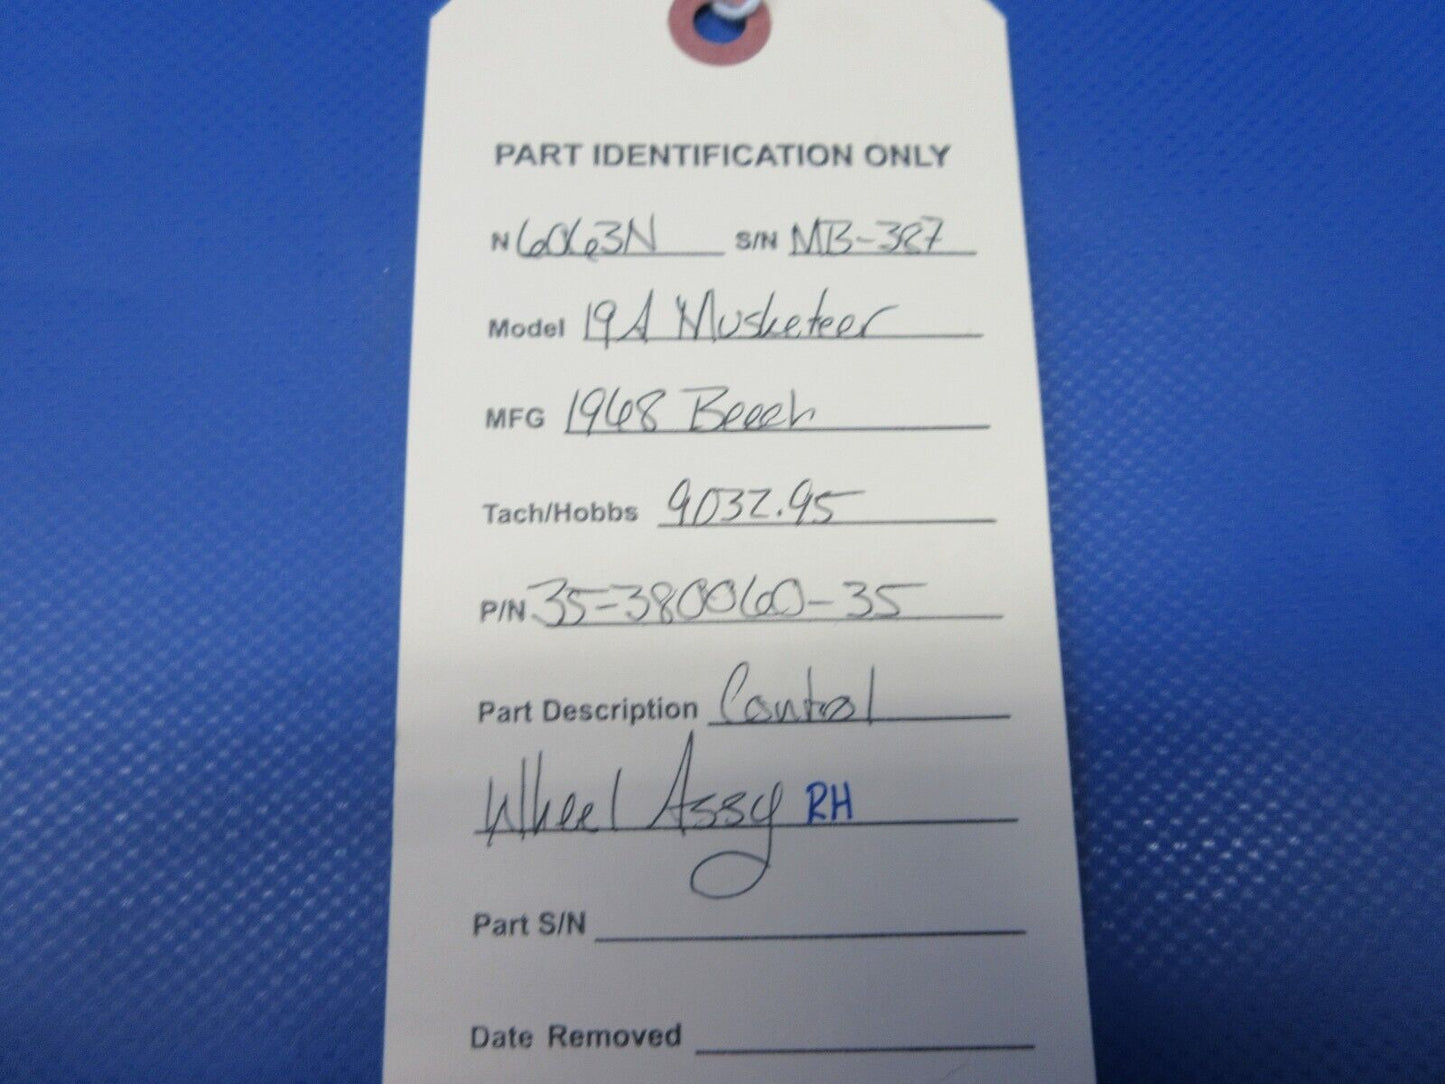 PART IDENTIFICATION ONLY
N 6063N S/N MB-387
Model 19A Musketeer
MFG 1968 Beech
Tach/Hobbs 9032.95
P/N 35-380060-35
Part Description Control
Wheel Assy RH
Part S/N
Date Removed